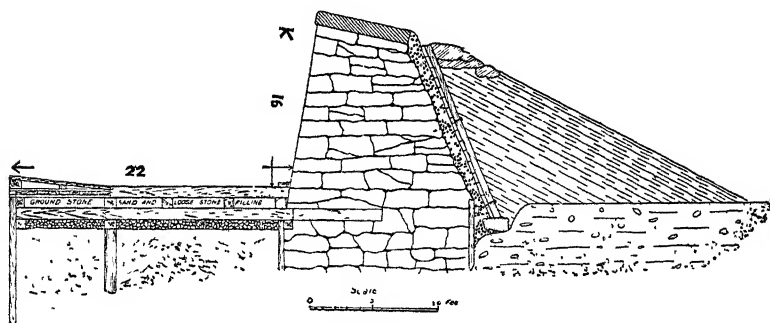 K
16
22
GROUND STONE SAND AND LOOSE STONE FILLING
Scale
0 5 10 Feet